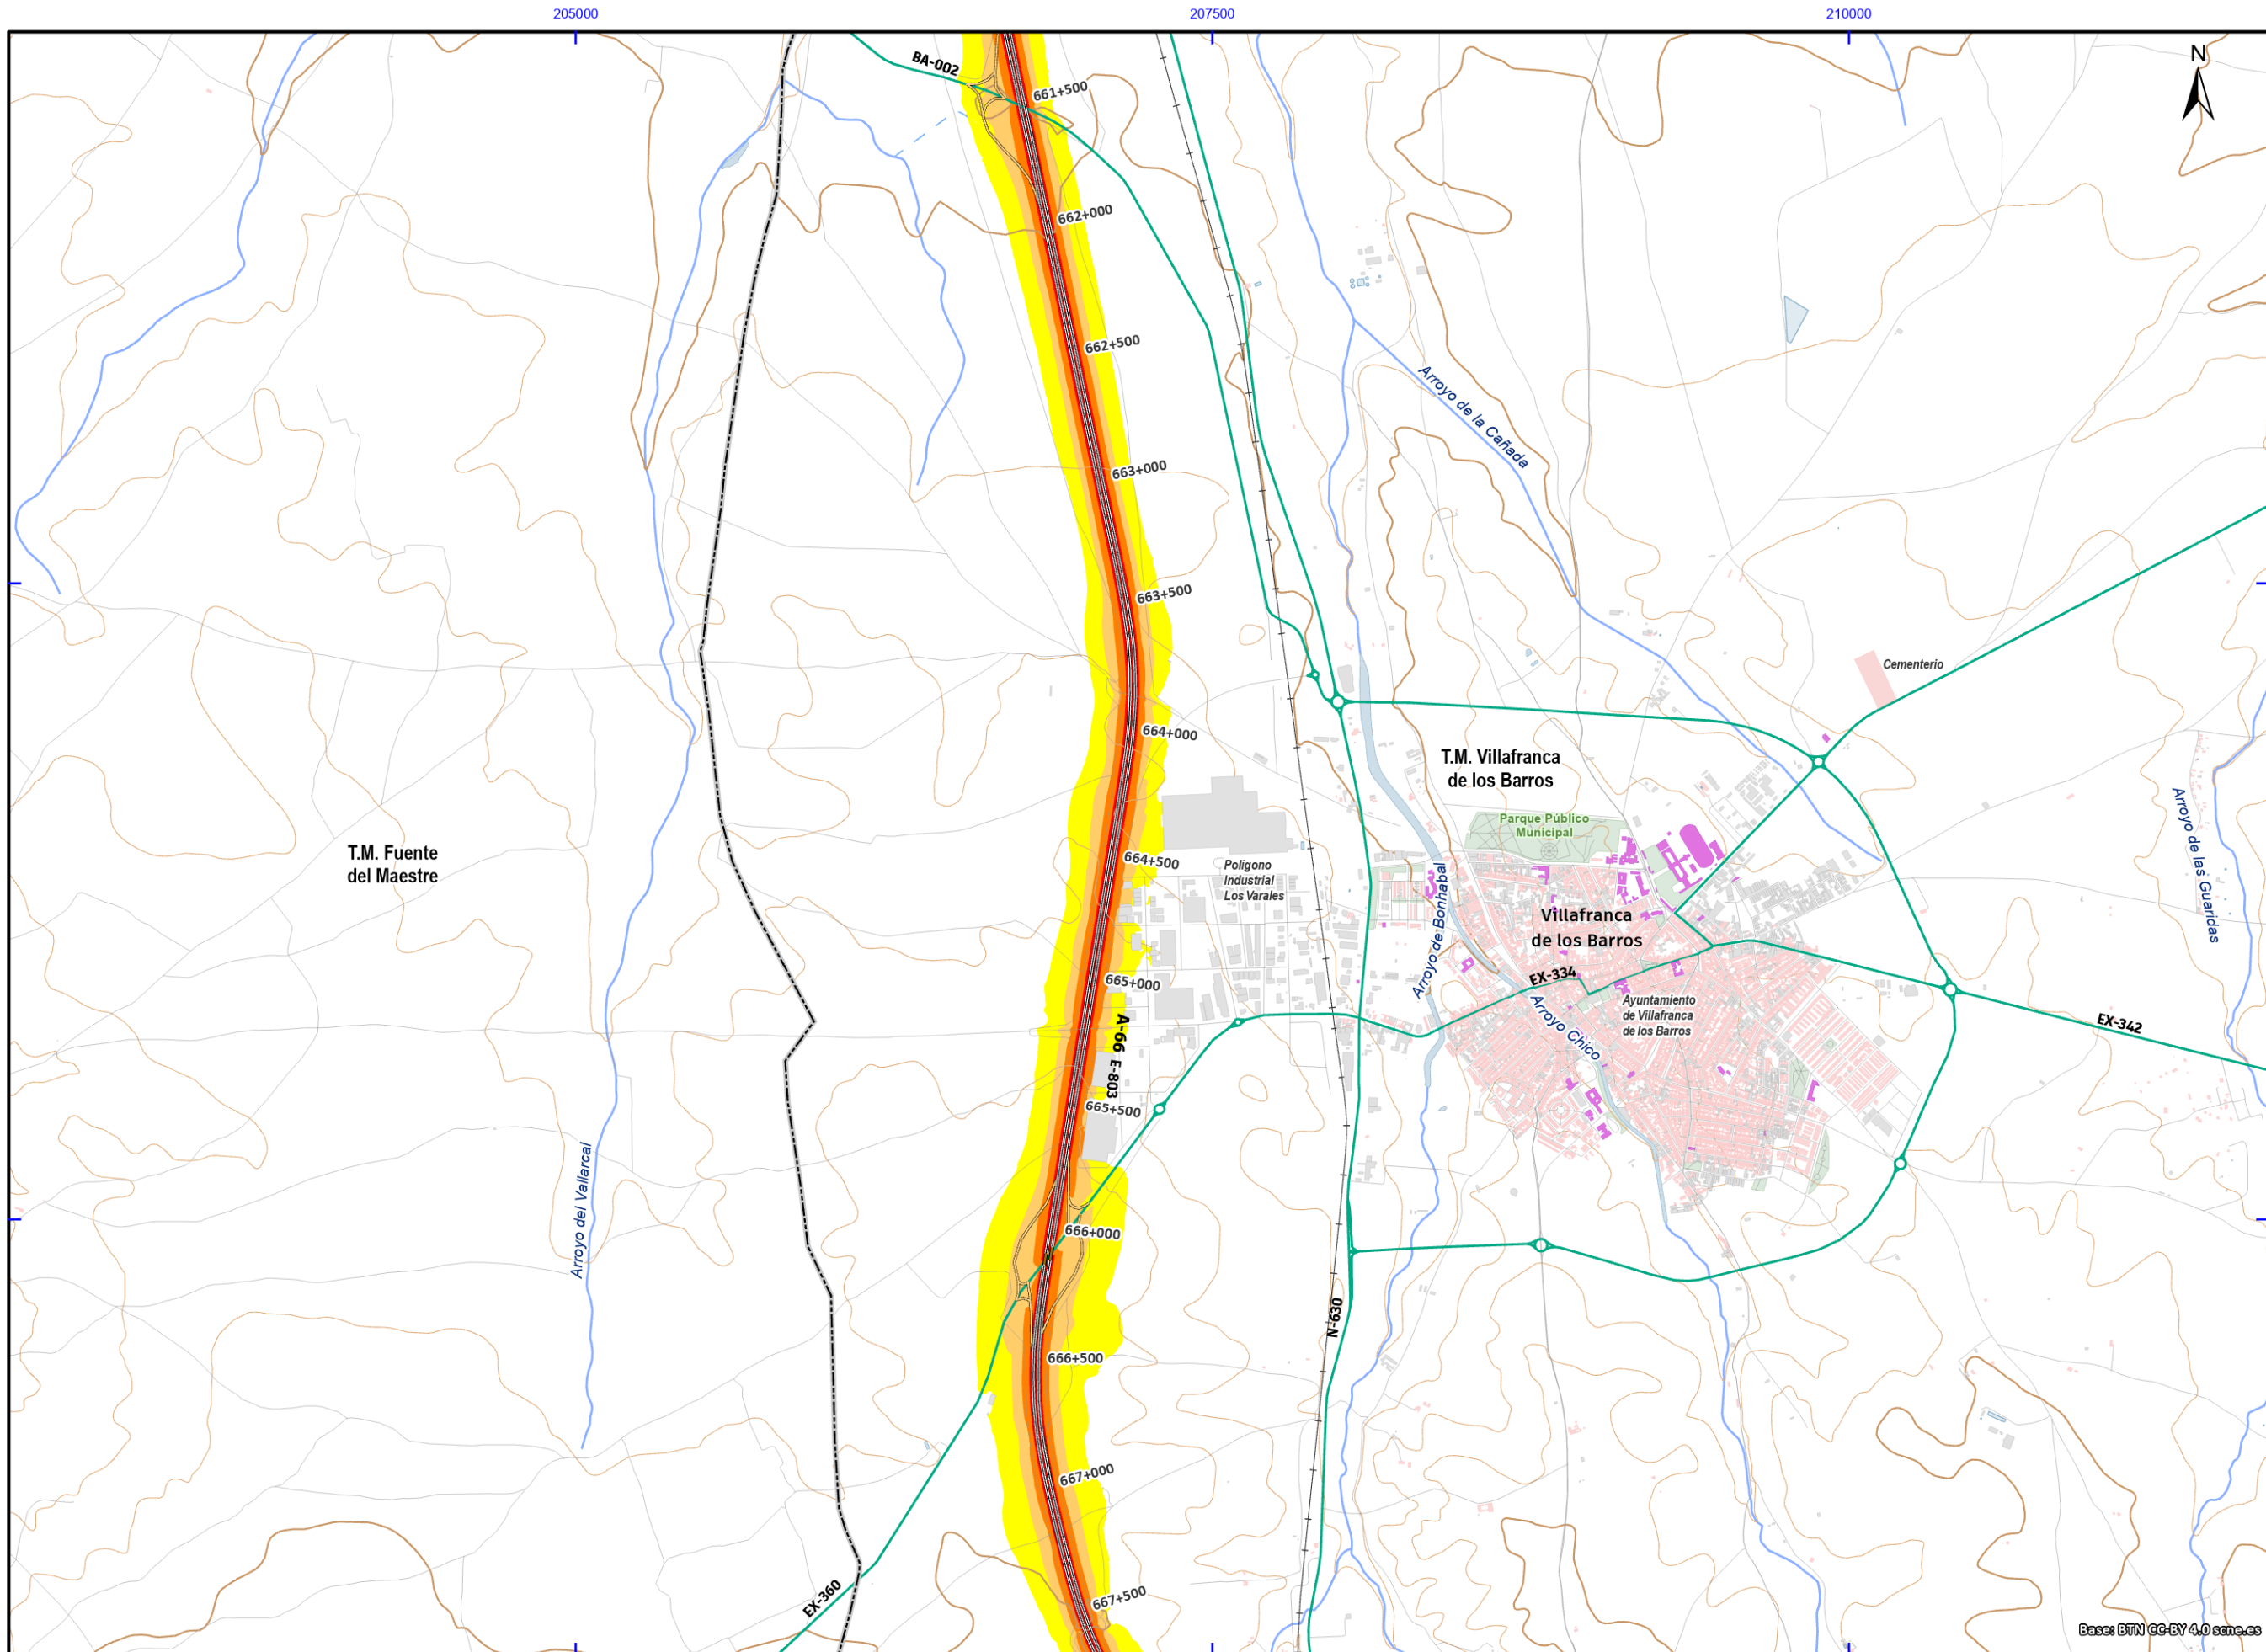 205000
207500
210000
N
BA-002
661+500
662+000
662+500
663+000
663+500
664+000
664+500
665+000
665+500
666+000
666+500
667+000
667+500
A-66
E-803
Arroyo de la Cañada
Cementerio
T.M. Villafranca
de los Barros
Parque Público
Municipal
T.M. Fuente
del Maestre
Poligono
Industrial
Los Varales
Arroyo de Bonhabal
Villafranca
de los Barros
EX-334
Ayuntamiento
de Villafranca
de los Barros
Arroyo Chico
EX-342
Arroyo de las Guaridas
Arroyo del Vallarcal
N-630
EX-360
Base: BTN CC-BY 4.0 scne.es